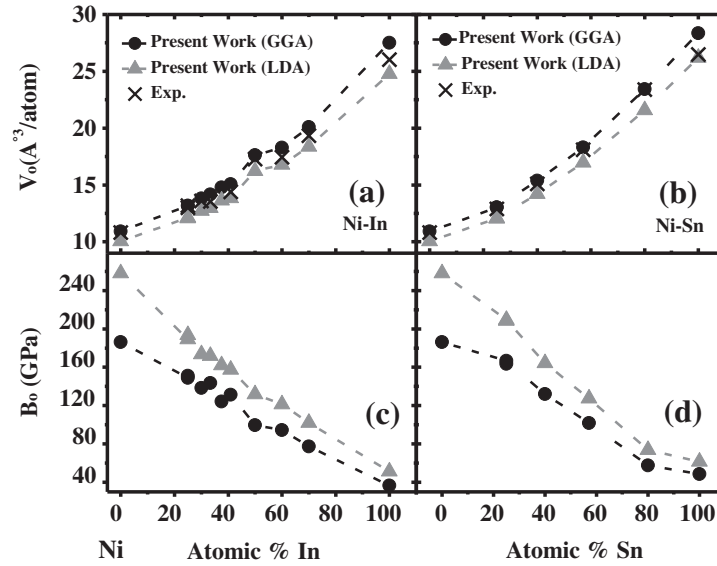 30
25
20
15
10
V₀(A°³/atom)
Present Work (GGA)
Present Work (LDA)
Exp.
(a)
Ni-In
Present Work (GGA)
Present Work (LDA)
Exp.
(b)
Ni-Sn
240
200
160
120
80
40
B₀ (GPa)
(c)
(d)
0 20 40 60 80 100
0 20 40 60 80 100
Ni Atomic % In
Atomic % Sn